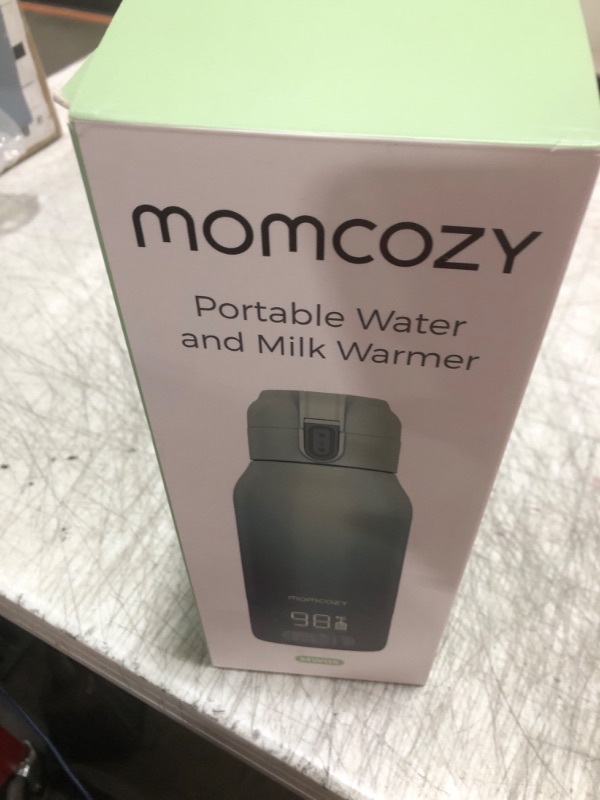 momcozy
Portable Water
and Milk Warmer
momcozy
98